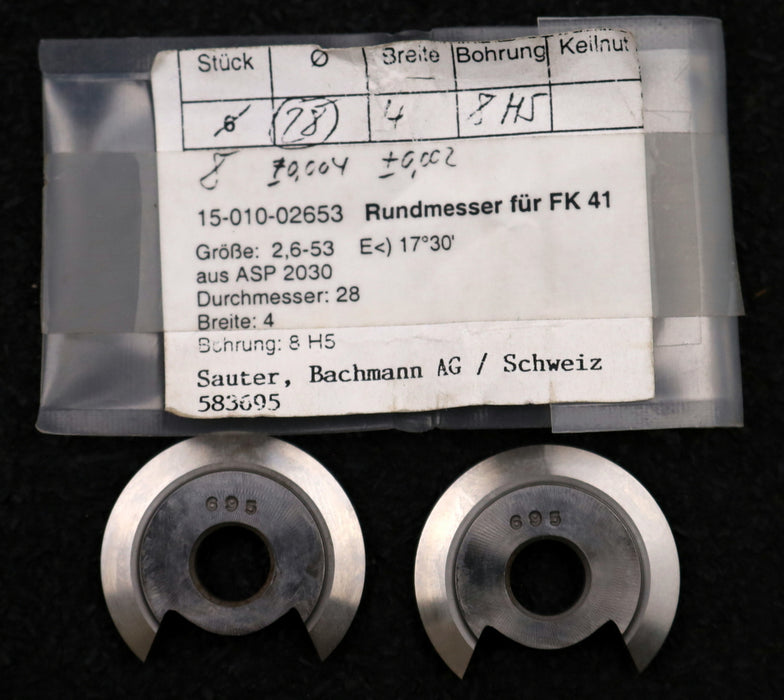 Stück Ø Breite Bohrung Keilnut
6 28 4 8 H5
8 ±0,004 ±0,002
15-010-02653 Rundmesser für FK 41
Größe: 2,6-53 E<) 17°30'
aus ASP 2030
Durchmesser: 28
Breite: 4
Bohrung: 8 H5
Sauter, Bachmann AG / Schweiz
583695
695
695